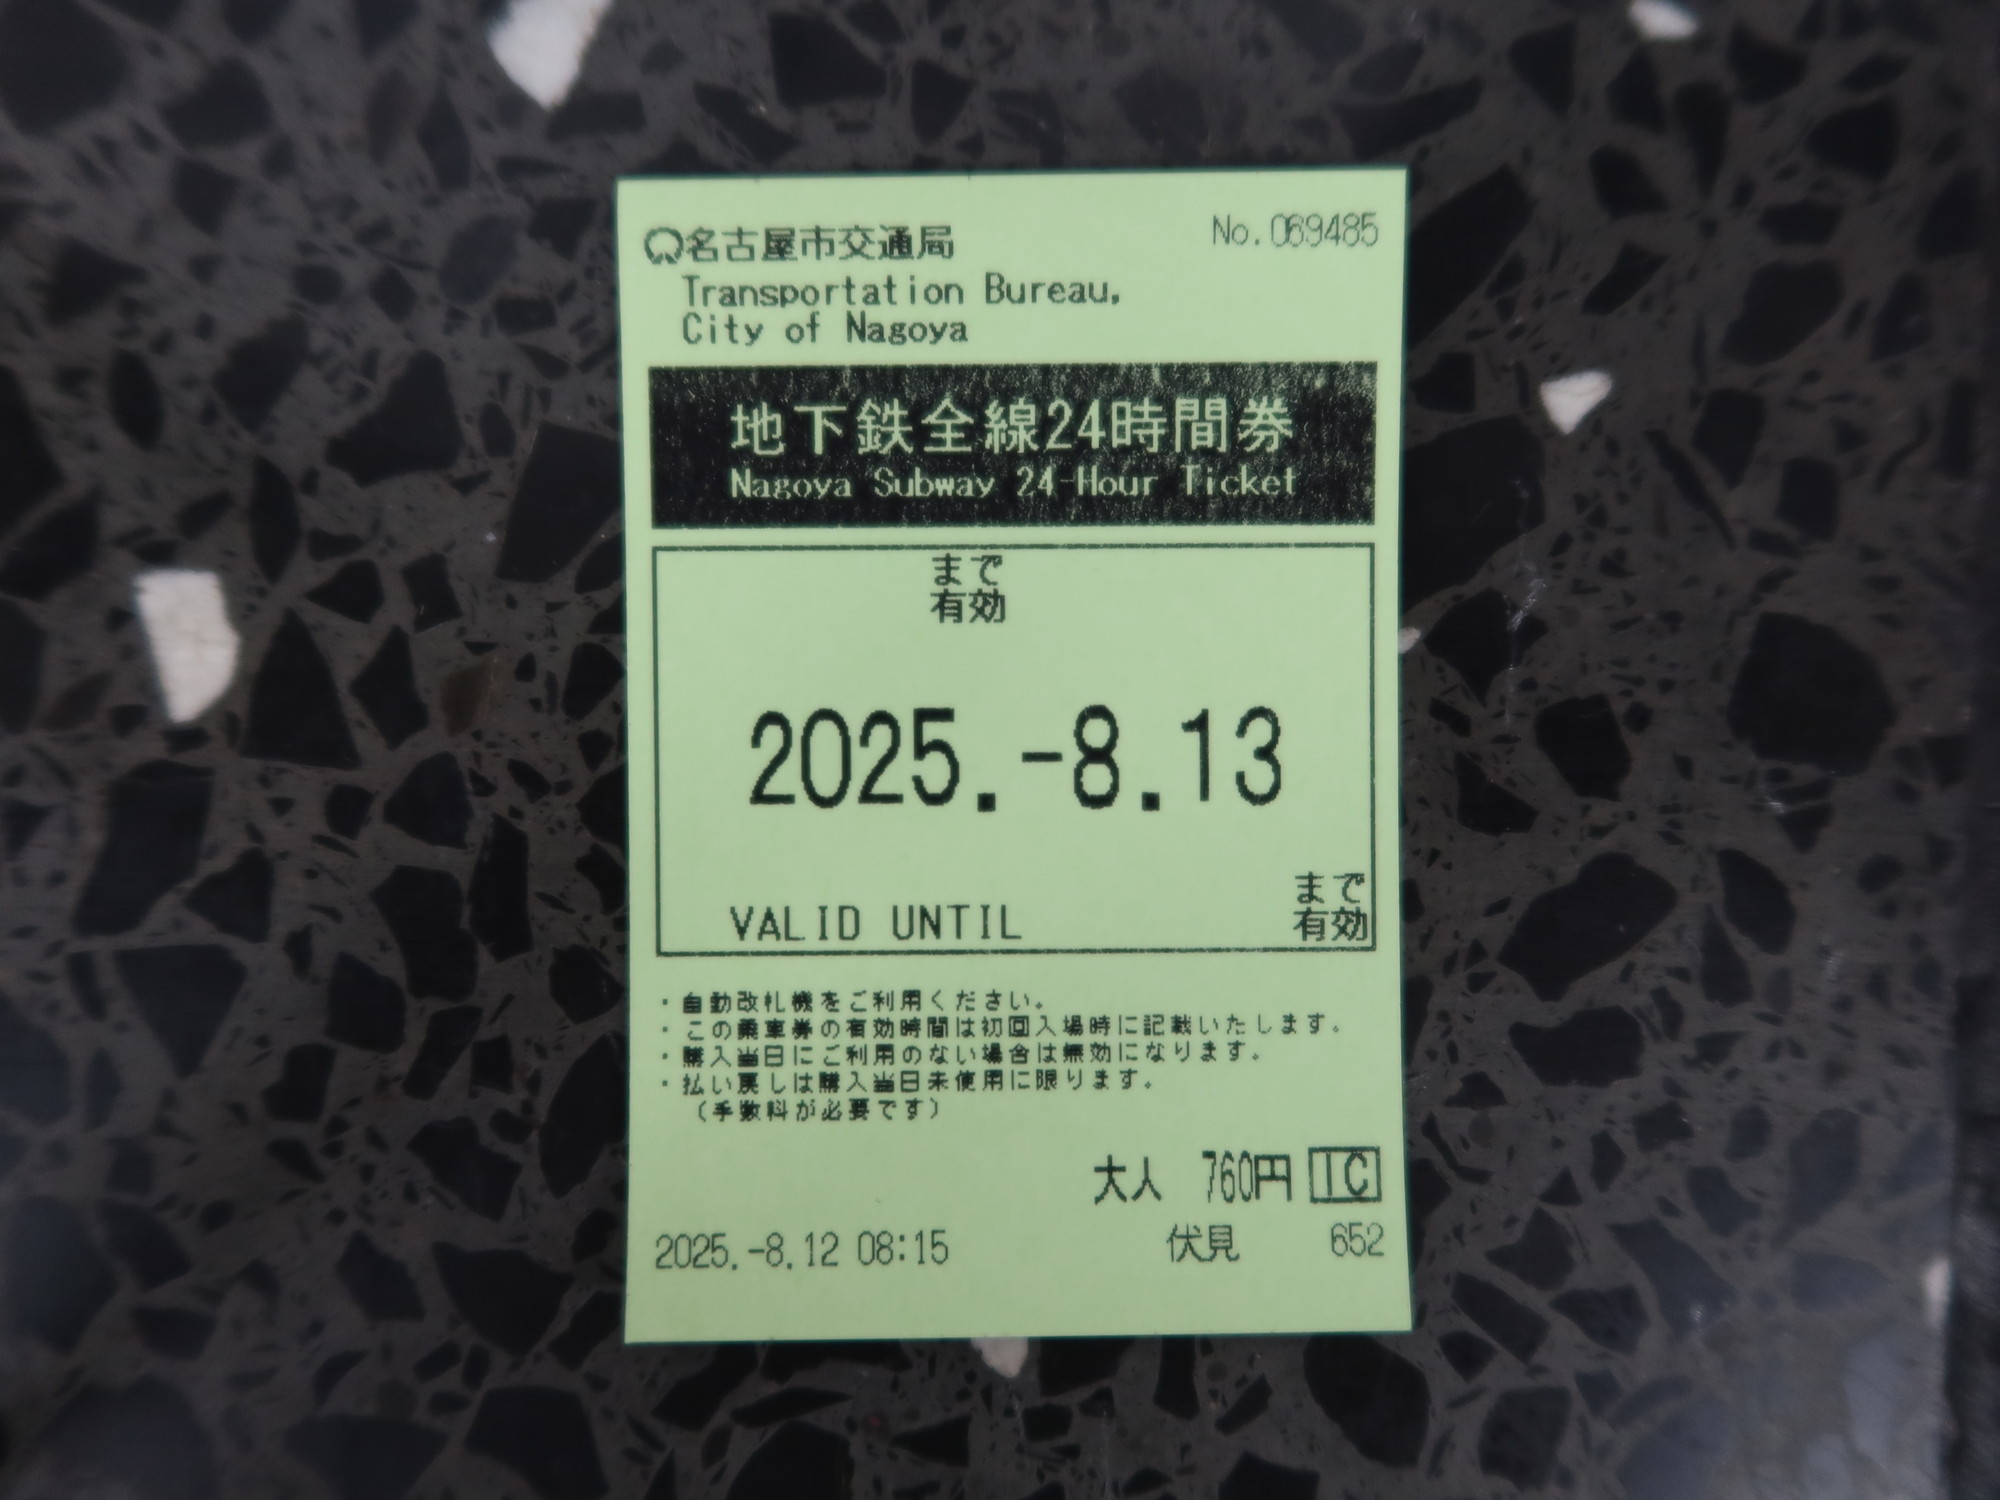 名古屋市交通局 No.069485
Transportation Bureau,
City of Nagoya
地下鉄全線24時間券
Nagoya Subway 24-Hour Ticket
まで
有効
2025.-8.13
VALID UNTIL まで
有効
・自動改札機をご利用ください。
・この乗車券の有効時間は初回入場時に記載いたします。
・購入当日にご利用のない場合は無効になります。
・払い戻しは購入当日未使用に限ります。
（手数料が必要です）
大人 760円 IC
2025.-8.12 08:15 伏見 652